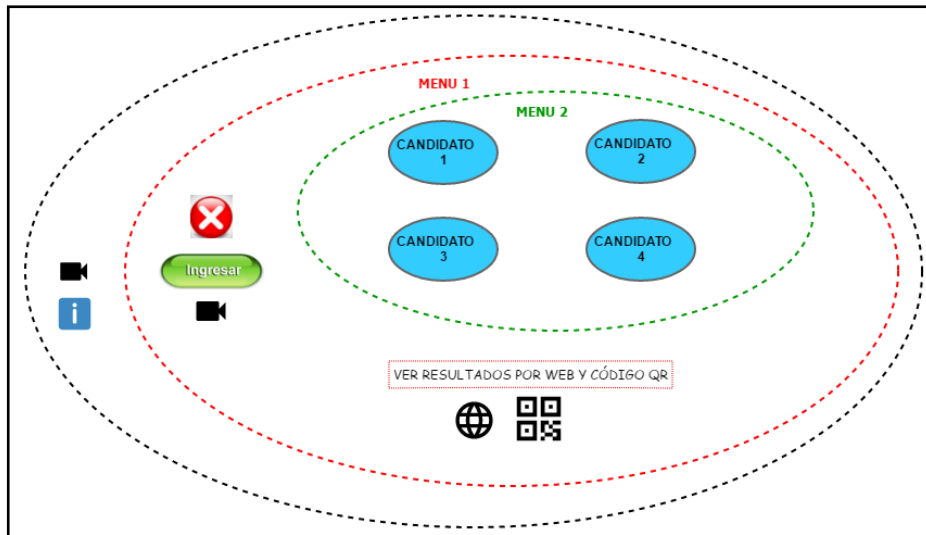 MENU 1
MENU 2
CANDIDATO
1
CANDIDATO
2
CANDIDATO
3
CANDIDATO
4
Ingresar
i
VER RESULTADOS POR WEB Y CÓDIGO QR